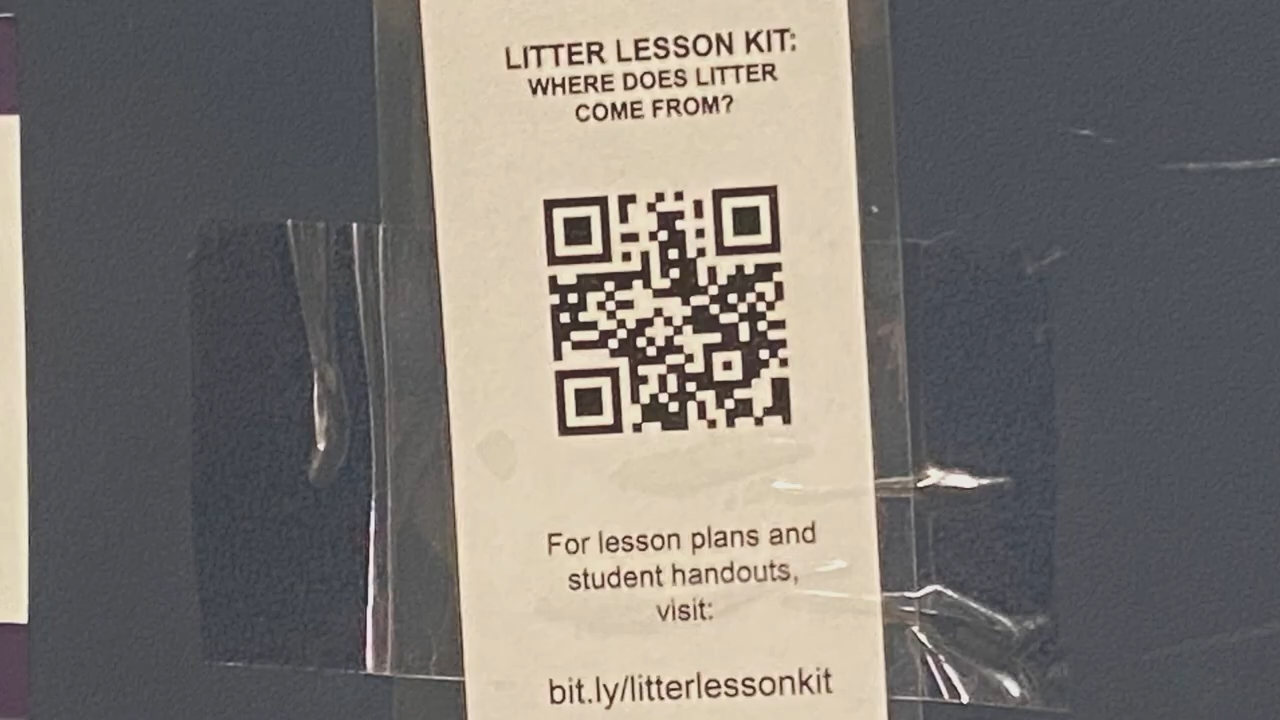 LITTER LESSON KIT:
WHERE DOES LITTER
COME FROM?
For lesson plans and
student handouts,
visit:
bit.ly/litterlessonkit